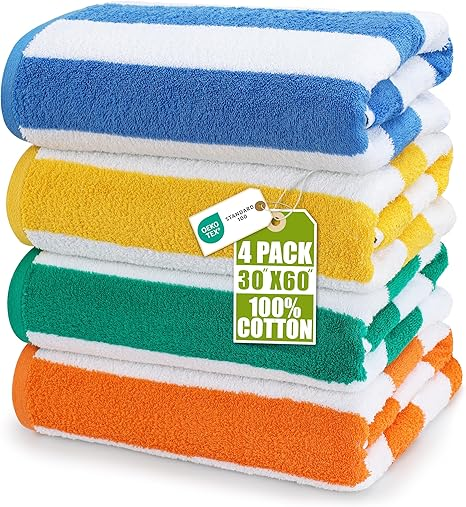 OEKO
TEX®
STANDARD
100
4 PACK
30"X60"
100%
COTTON